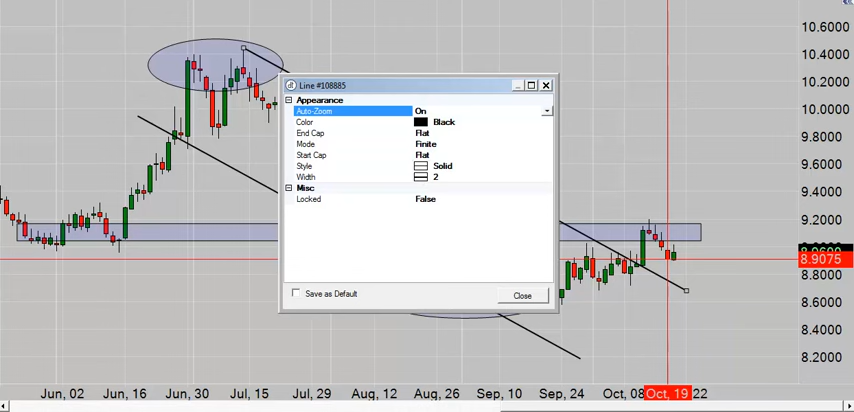 10.6000
10.4000
10.2000
10.0000
9.8000
9.6000
9.4000
9.2000
8.9075
8.8000
8.6000
8.4000
8.2000
Line #108885
Appearance
Auto-Zoom On
Color Black
End Cap Flat
Mode Finite
Start Cap Flat
Style Solid
Width 2
Misc
Locked False
Save as Default Close
Jun, 02 Jun, 16 Jun, 30 Jul, 15 Jul, 29 Aug, 12 Aug, 26 Sep, 10 Sep, 24 Oct, 08 Oct, 19 22